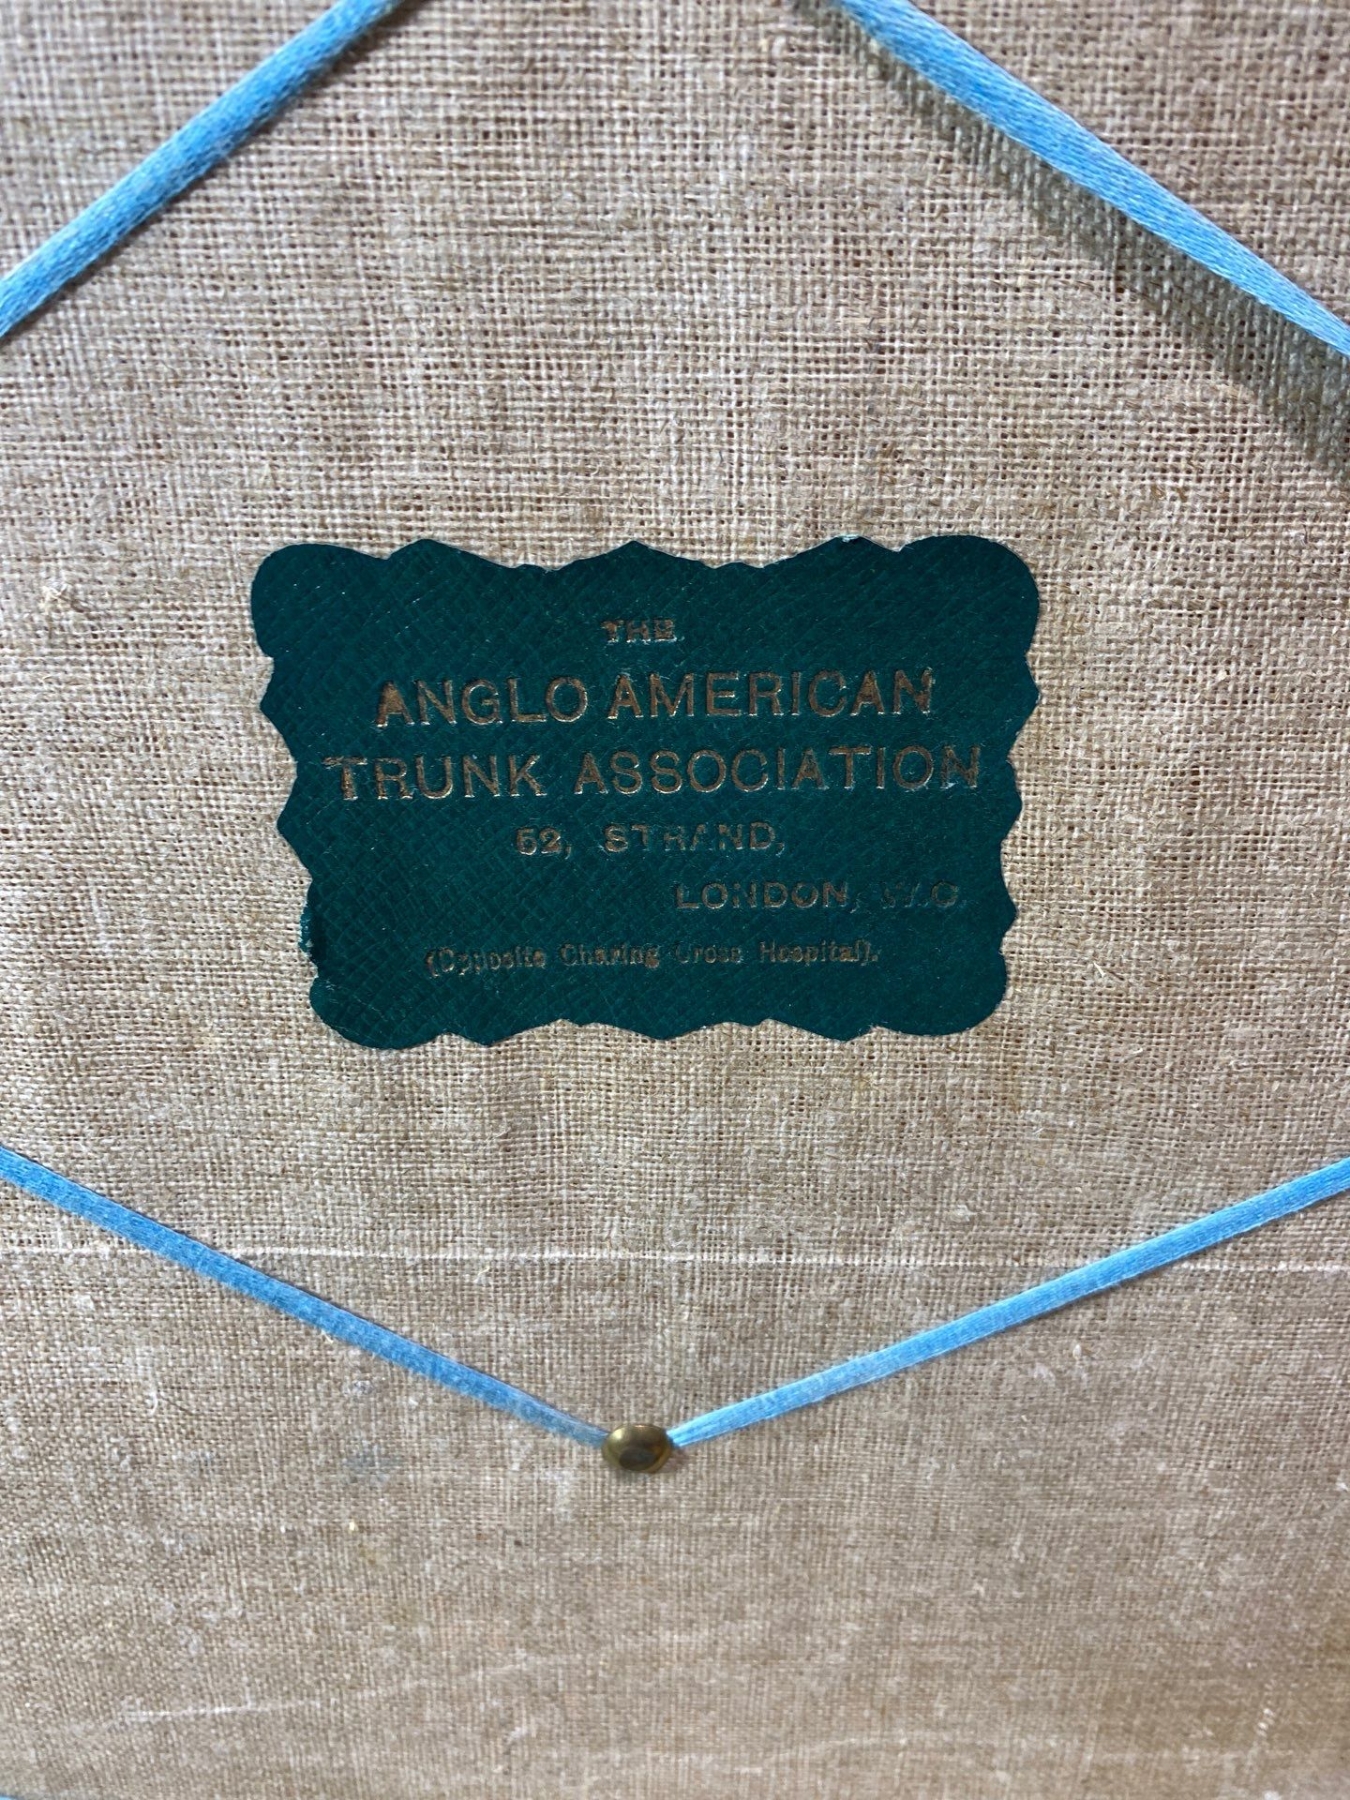 THE
ANGLO AMERICAN
TRUNK ASSOCIATION
52, STRAND,
LONDON, W.C.
(Opposite Charing Cross Hospital).